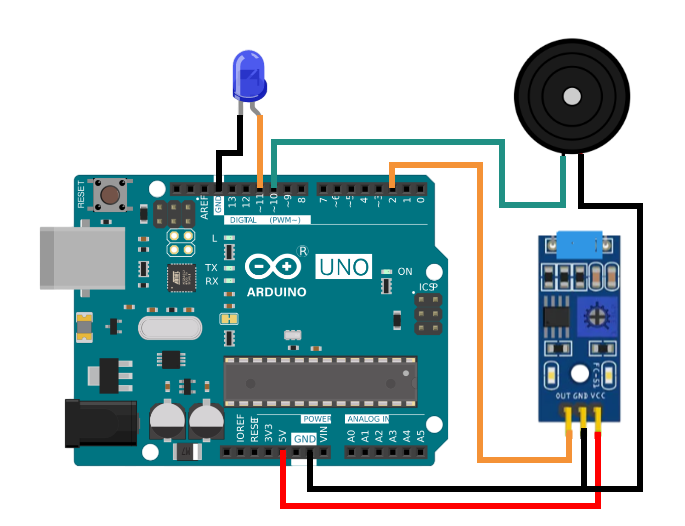 RESET
AREF
GND
13
12
~11
~10
~9
8
7
~6
~5
4
~3
2
1
0
DIGITAL (PWM~)
L
TX
RX
®
UNO
ARDUINO
ON
ICSP
OUT GND VCC
POWER
ANALOG IN
IOREF
RESET
3V3
5V
GND
VIN
A0
A1
A2
A3
A4
A5